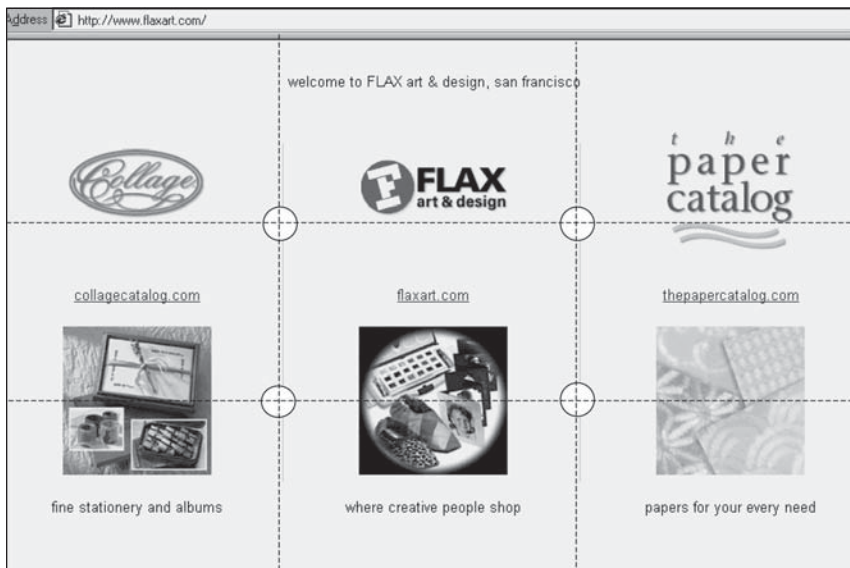 Address http://www.flaxart.com/
welcome to FLAX art & design, san francisco
Collage
F FLAX
art & design
the
paper
catalog
collagecatalog.com
flaxart.com
thepapercatalog.com
fine stationery and albums
where creative people shop
papers for your every need